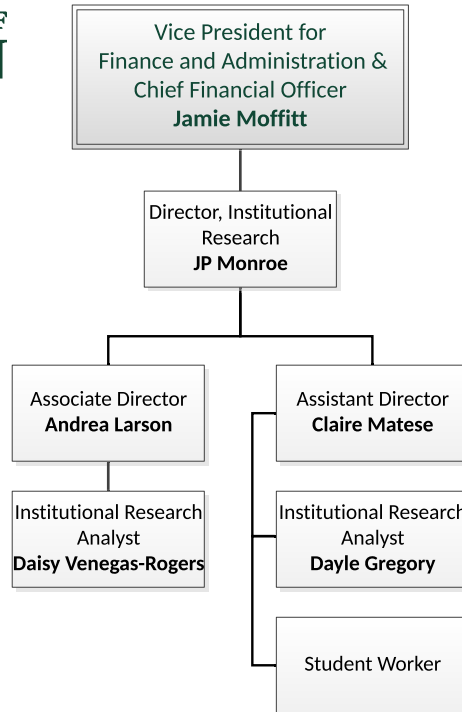 F
N
Vice President for
Finance and Administration &
Chief Financial Officer
Jamie Moffitt
Director, Institutional
Research
JP Monroe
Associate Director
Andrea Larson
Assistant Director
Claire Matese
Institutional Research
Analyst
Daisy Venegas-Rogers
Institutional Research
Analyst
Dayle Gregory
Student Worker